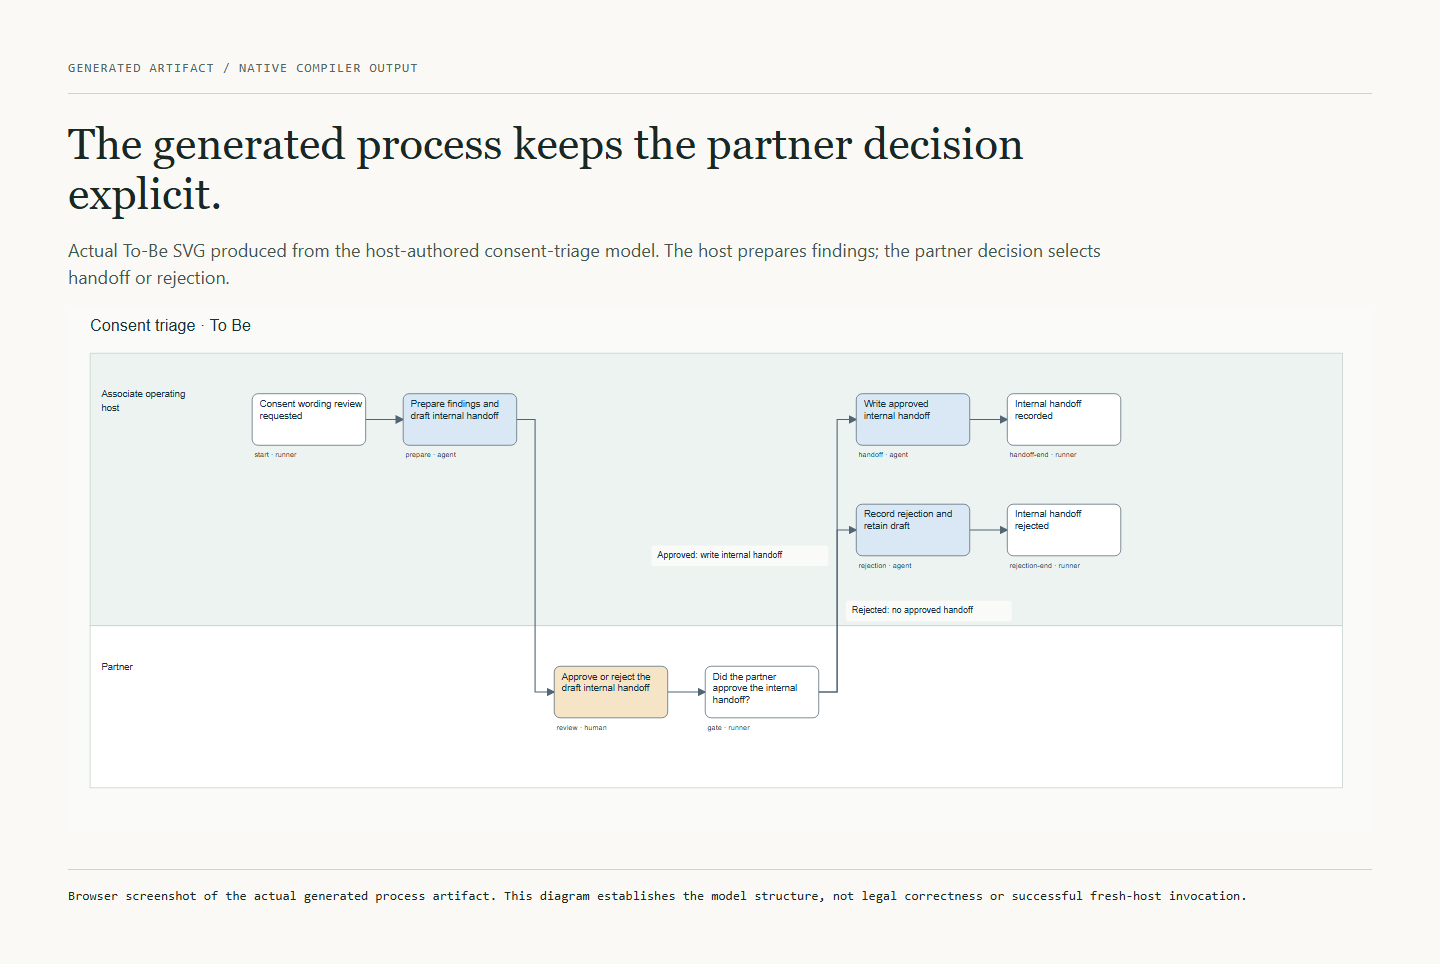 GENERATED ARTIFACT / NATIVE COMPILER OUTPUT
The generated process keeps the partner decision
explicit.
Actual To-Be SVG produced from the host-authored consent-triage model. The host prepares findings; the partner decision selects
handoff or rejection.
Consent triage · To Be
Associate operating
host
Consent wording review
requested
start · runner
Prepare findings and
draft internal handoff
prepare · agent
Write approved
internal handoff
handoff · agent
Internal handoff
recorded
handoff-end · runner
Record rejection and
retain draft
rejection · agent
Internal handoff
rejected
rejection-end · runner
Approved: write internal handoff
Rejected: no approved handoff
Partner
Approve or reject the
draft internal handoff
review · human
Did the partner
approve the internal
handoff?
gate · runner
Browser screenshot of the actual generated process artifact. This diagram establishes the model structure, not legal correctness or successful fresh-host invocation.